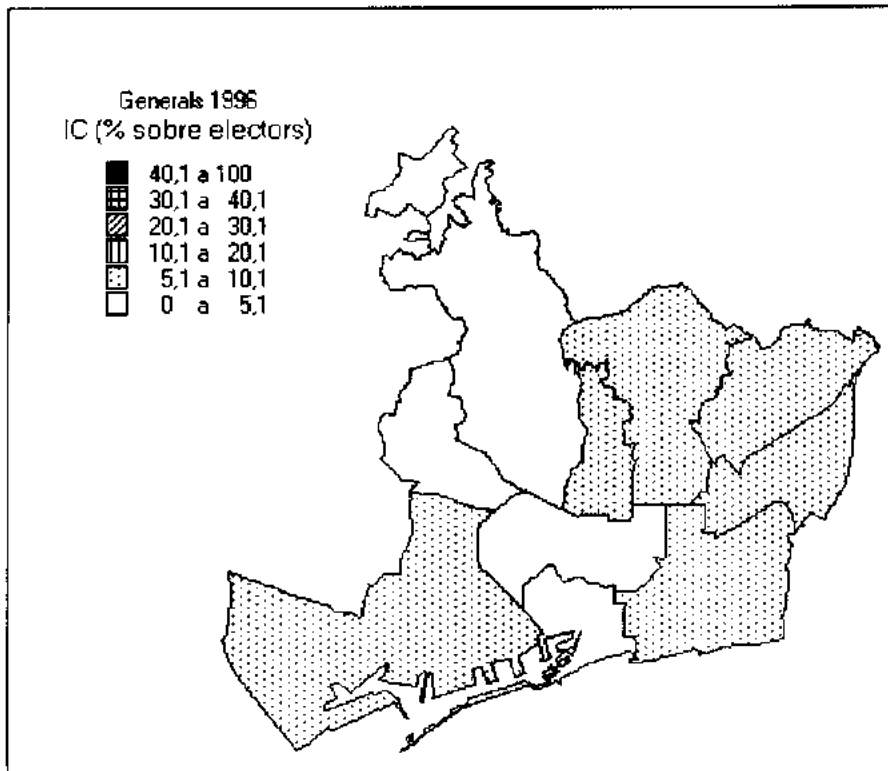 Generals 1996
IC (% sobre electors)
40,1 a 100
30,1 a 40,1
20,1 a 30,1
10,1 a 20,1
5,1 a 10,1
0 a 5,1